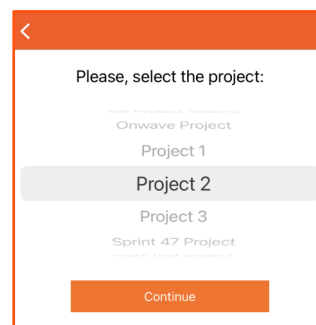 Please, select the project:
Onwave Project
Project 1
Project 2
Project 3
Sprint 47 Project
Continue